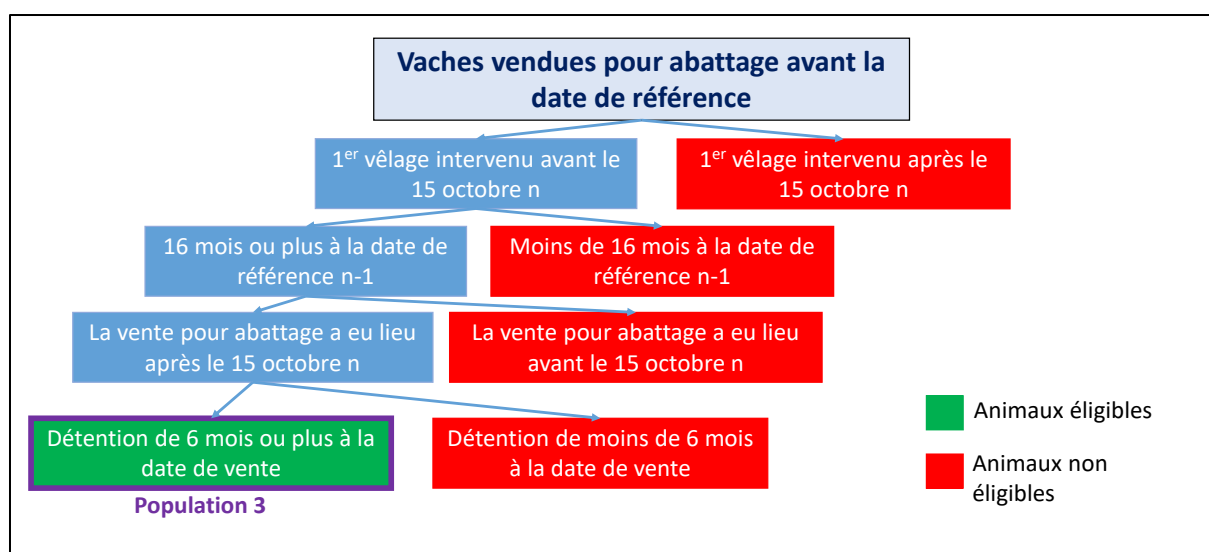 Vaches vendues pour abattage avant la
date de référence
1er vêlage intervenu avant le
15 octobre n
1er vêlage intervenu après le
15 octobre n
16 mois ou plus à la date de
référence n-1
Moins de 16 mois à la date de
référence n-1
La vente pour abattage a eu lieu
après le 15 octobre n
La vente pour abattage a eu lieu
avant le 15 octobre n
Détention de 6 mois ou plus à la
date de vente
Détention de moins de 6 mois
à la date de vente
Population 3
Animaux éligibles
Animaux non
éligibles